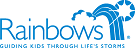 Rainbows
GUIDING KIDS THROUGH LIFE'S STORMS